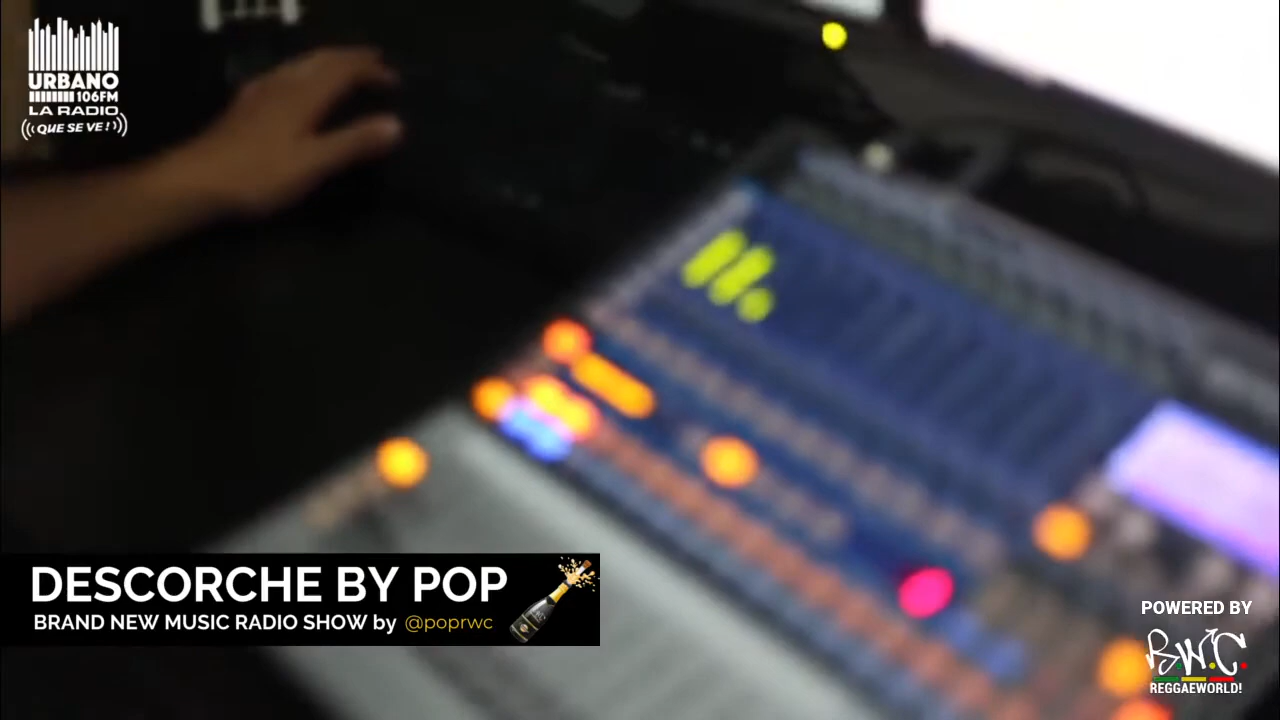 URBANO
106FM
LA RADIO
(( QUE SE VE ! ))
DESCORCHE BY POP
BRAND NEW MUSIC RADIO SHOW by @poprwc
POWERED BY
R.W.C.
REGGAEWORLD!